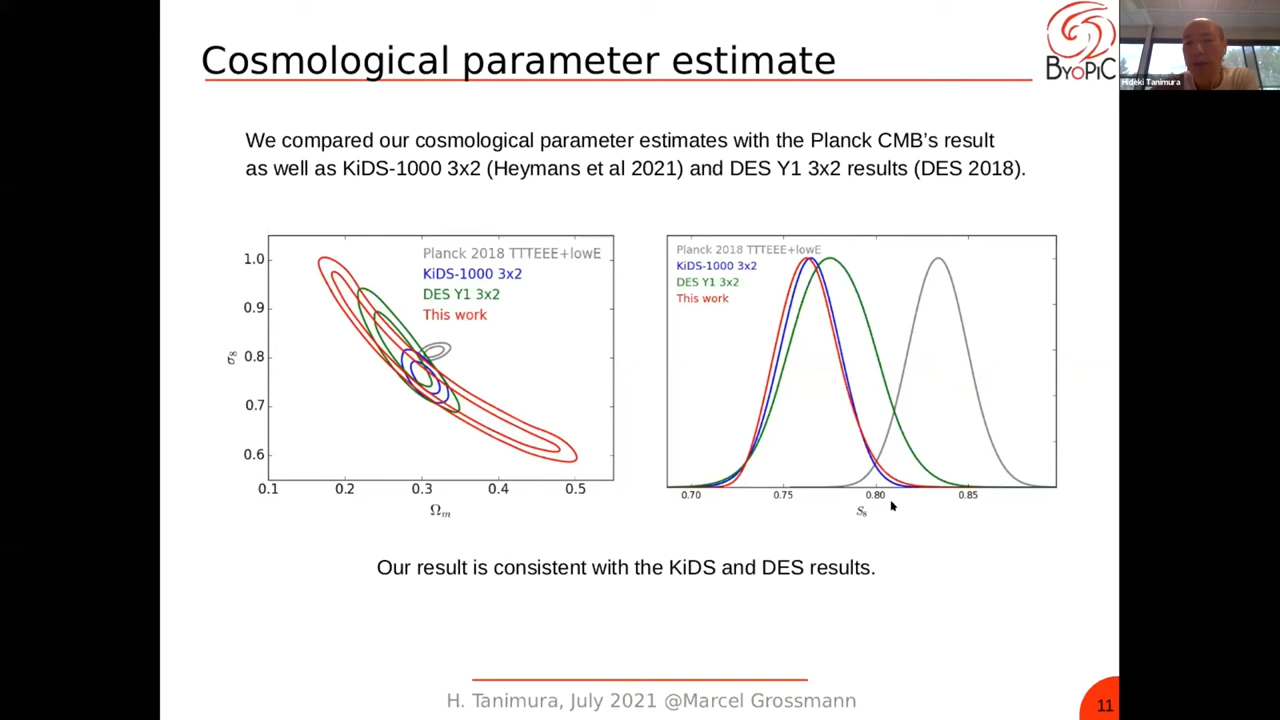 Cosmological parameter estimate
BYOPIC
Hideki Tanimura
We compared our cosmological parameter estimates with the Planck CMB's result
as well as KiDS-1000 3x2 (Heymans et al 2021) and DES Y1 3x2 results (DES 2018).
Planck 2018 TTTEEE+lowE
KiDS-1000 3x2
DES Y1 3x2
This work
1.0
0.9
0.8
0.7
0.6
σ8
0.1 0.2 0.3 0.4 0.5
Ωm
Planck 2018 TTTEEE+lowE
KiDS-1000 3x2
DES Y1 3x2
This work
0.70 0.75 0.80 0.85
S8
Our result is consistent with the KiDS and DES results.
H. Tanimura, July 2021 @Marcel Grossmann
11